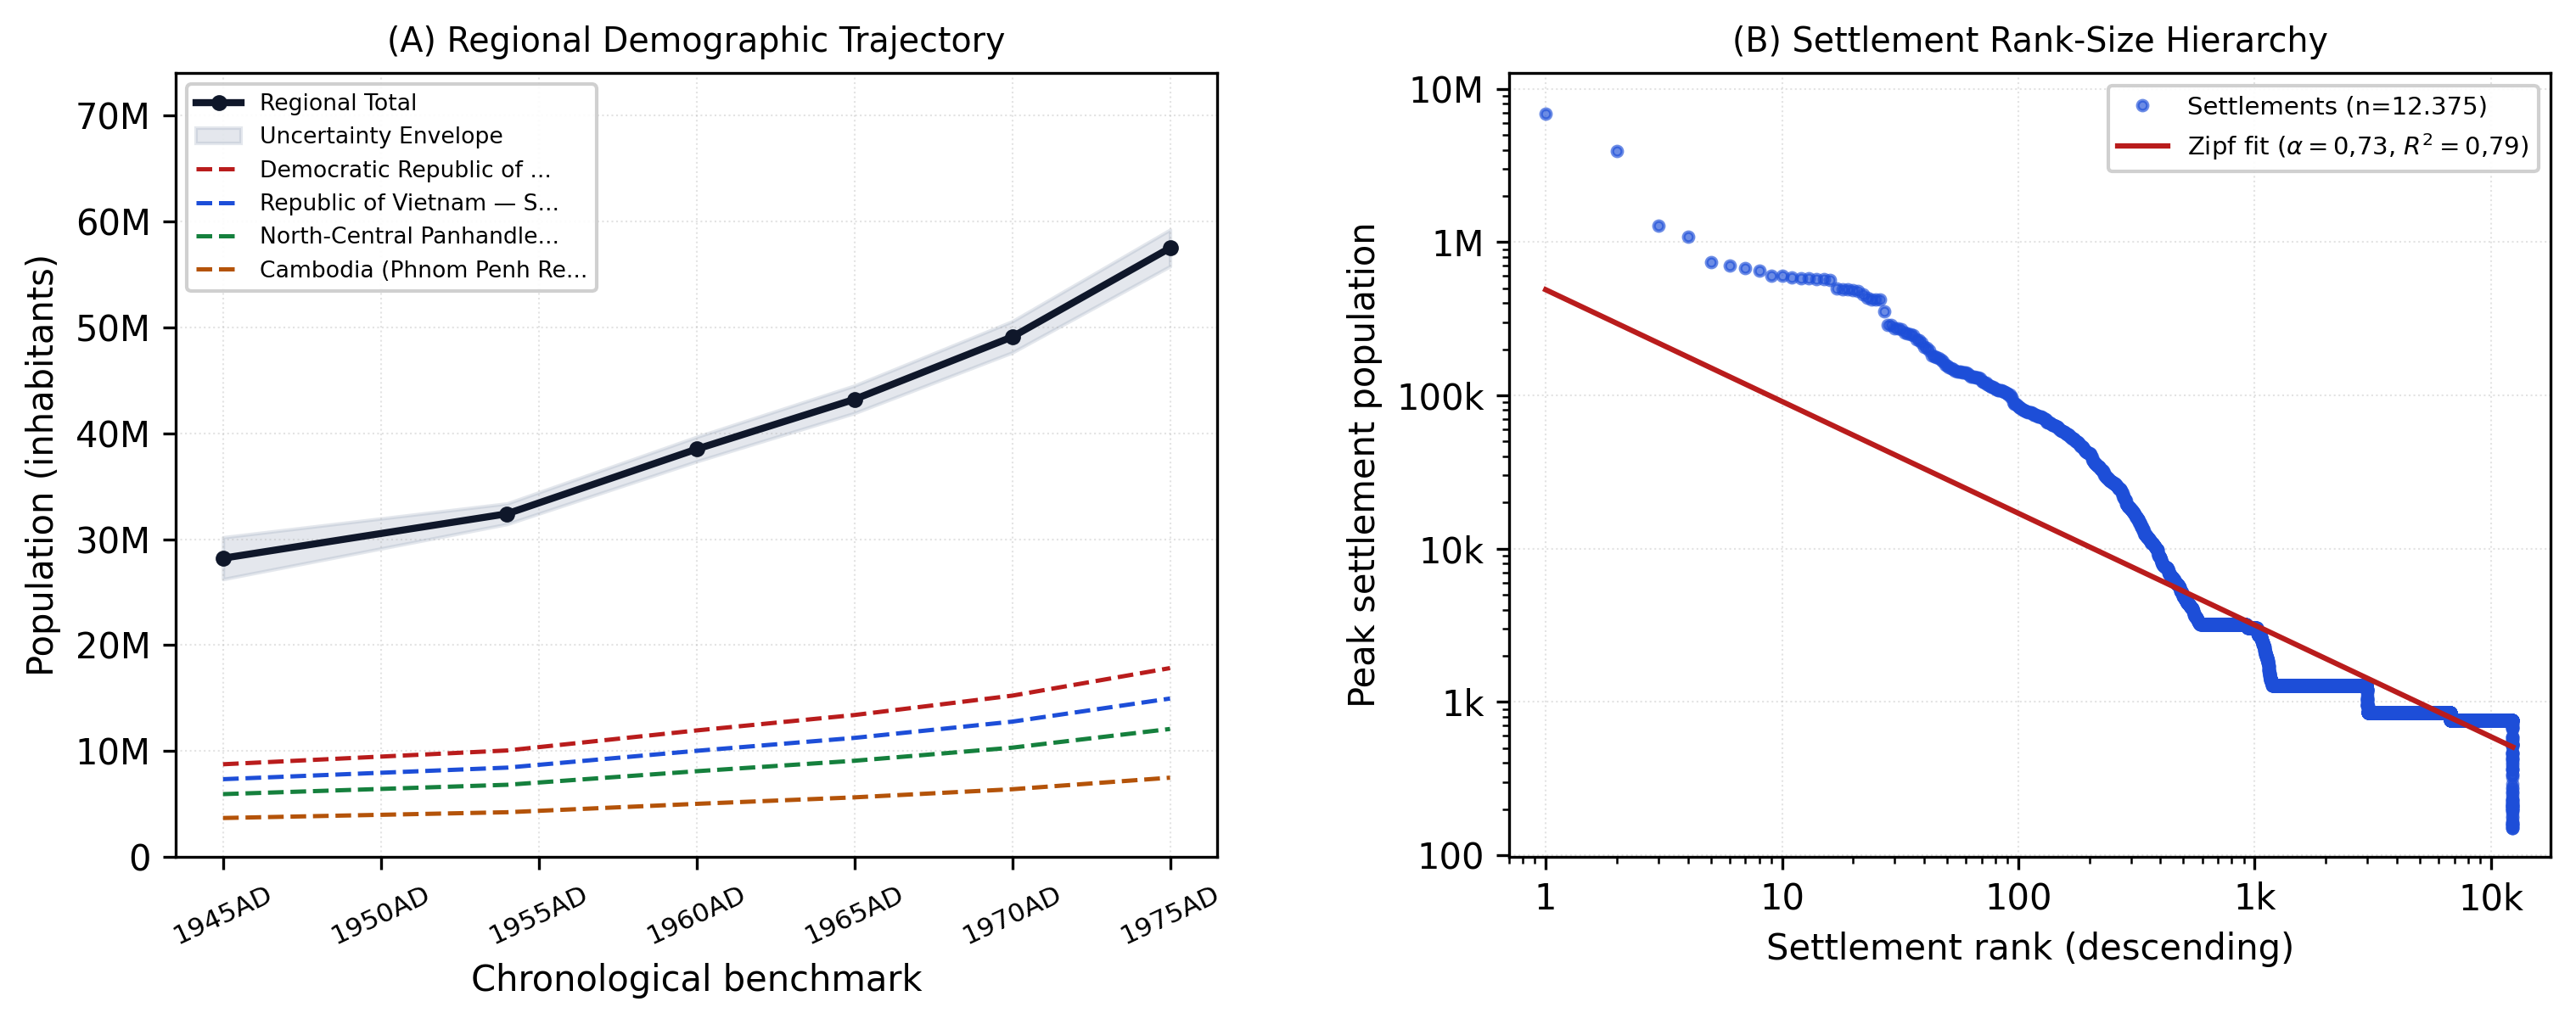 (A) Regional Demographic Trajectory
Population (inhabitants)
70M
60M
50M
40M
30M
20M
10M
0
Regional Total
Uncertainty Envelope
Democratic Republic of ...
Republic of Vietnam — S...
North-Central Panhandle...
Cambodia (Phnom Penh Re...
1945AD
1950AD
1955AD
1960AD
1965AD
1970AD
1975AD
Chronological benchmark
(B) Settlement Rank-Size Hierarchy
Peak settlement population
10M
1M
100k
10k
1k
100
Settlements (n=12.375)
Zipf fit (α = 0,73, R² = 0,79)
1
10
100
1k
10k
Settlement rank (descending)